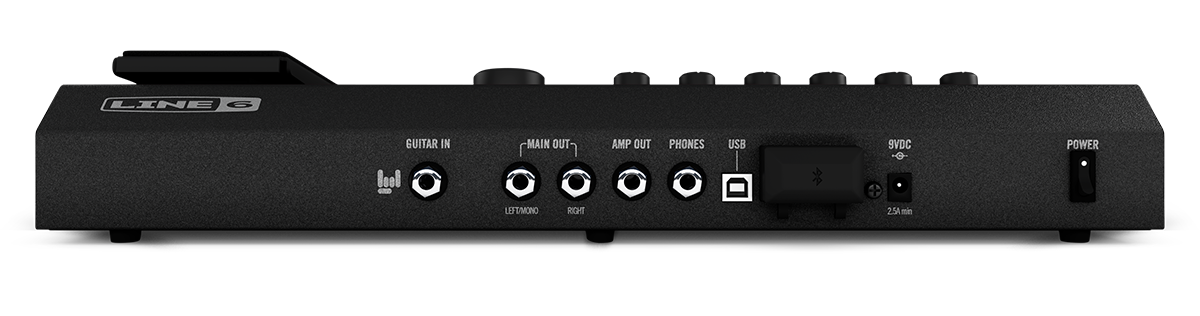 LINE 6
GUITAR IN
MAIN OUT
AMP OUT
PHONES
USB
9VDC
POWER
LEFT/MONO
RIGHT
2.5A min